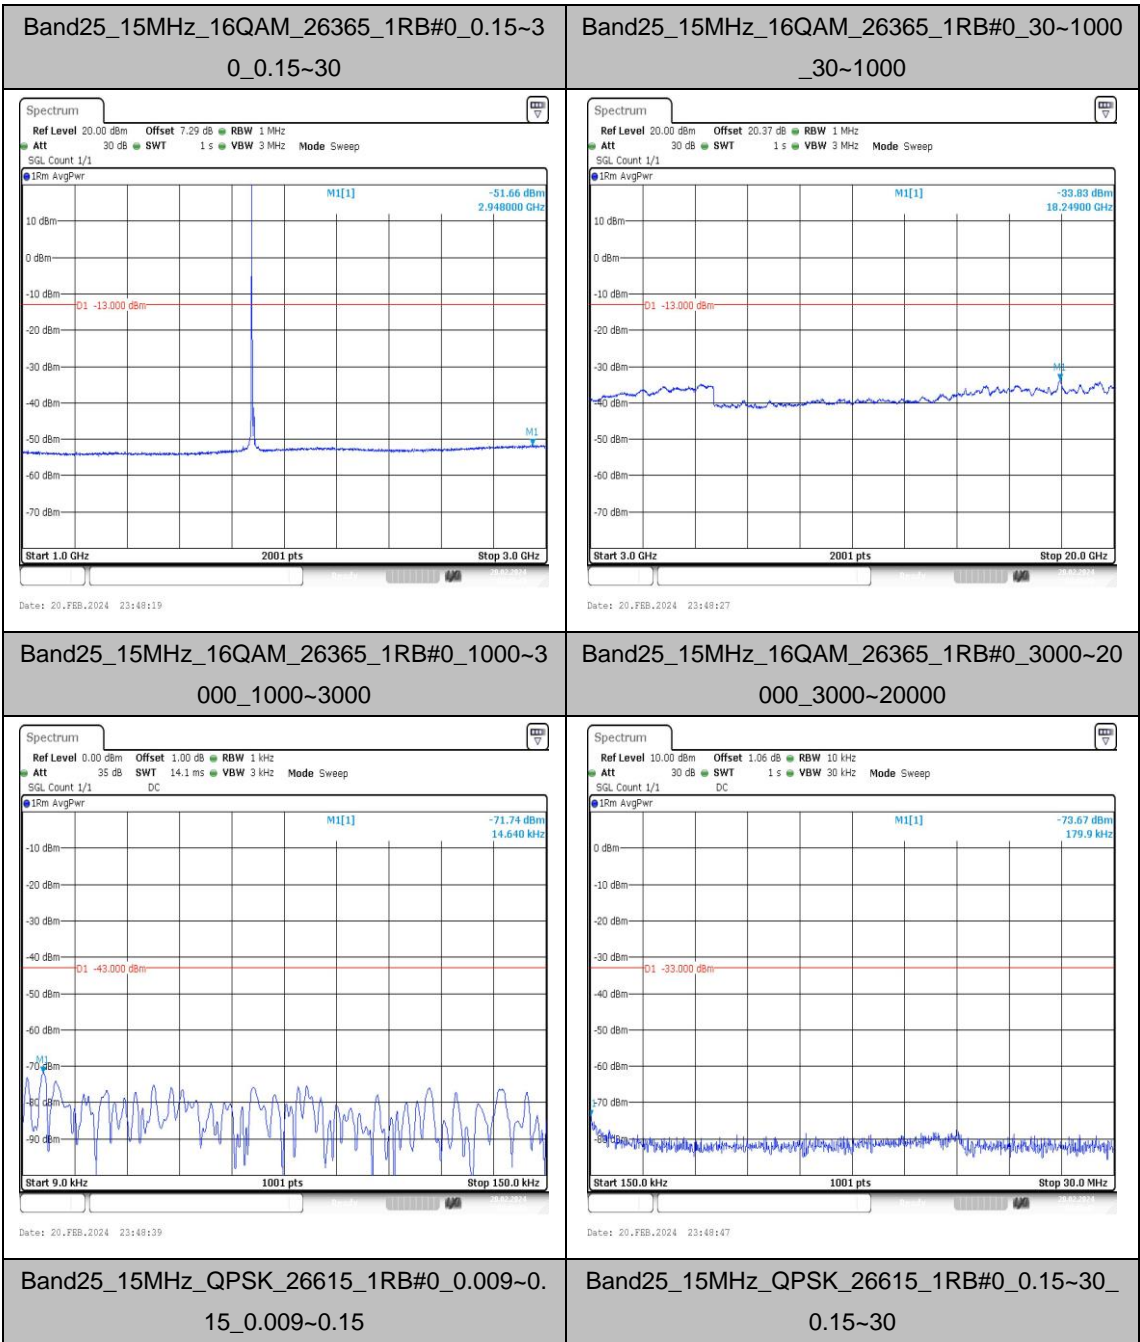 Band25_15MHz_16QAM_26365_1RB#0_0.15~3
0_0.15~30
Band25_15MHz_16QAM_26365_1RB#0_30~1000
_30~1000
Spectrum
Ref Level 20.00 dBm Offset 7.29 dB RBW 1 MHz
Att 30 dB SWT 1 s VBW 3 MHz Mode Sweep
SGL Count 1/1
1Rm AvgPwr
M1[1] -51.66 dBm
2.948000 GHz
10 dBm
0 dBm
-10 dBm
D1 -13.000 dBm
-20 dBm
-30 dBm
-40 dBm
-50 dBm
M1
-60 dBm
-70 dBm
Start 1.0 GHz 2001 pts Stop 3.0 GHz
Date: 20.FEB.2024 23:48:19
Spectrum
Ref Level 20.00 dBm Offset 20.37 dB RBW 1 MHz
Att 30 dB SWT 1 s VBW 3 MHz Mode Sweep
SGL Count 1/1
1Rm AvgPwr
M1[1] -33.83 dBm
18.24900 GHz
10 dBm
0 dBm
-10 dBm
D1 -13.000 dBm
-20 dBm
-30 dBm
M1
-40 dBm
-50 dBm
-60 dBm
-70 dBm
Start 3.0 GHz 2001 pts Stop 20.0 GHz
Date: 20.FEB.2024 23:48:27
Band25_15MHz_16QAM_26365_1RB#0_1000~3
000_1000~3000
Band25_15MHz_16QAM_26365_1RB#0_3000~20
000_3000~20000
Spectrum
Ref Level 0.00 dBm Offset 1.00 dB RBW 1 kHz
Att 35 dB SWT 14.1 ms VBW 3 kHz Mode Sweep
SGL Count 1/1 DC
1Rm AvgPwr
M1[1] -71.74 dBm
14.640 kHz
-10 dBm
-20 dBm
-30 dBm
-40 dBm
D1 -43.000 dBm
-50 dBm
-60 dBm
M1
-70 dBm
-80 dBm
-90 dBm
Start 9.0 kHz 1001 pts Stop 150.0 kHz
Date: 20.FEB.2024 23:48:39
Spectrum
Ref Level 10.00 dBm Offset 1.06 dB RBW 10 kHz
Att 30 dB SWT 1 s VBW 30 kHz Mode Sweep
SGL Count 1/1 DC
1Rm AvgPwr
M1[1] -73.67 dBm
179.9 kHz
0 dBm
-10 dBm
-20 dBm
-30 dBm
D1 -33.000 dBm
-40 dBm
-50 dBm
-60 dBm
-70 dBm
-80 dBm
Start 150.0 kHz 1001 pts Stop 30.0 MHz
Date: 20.FEB.2024 23:48:47
Band25_15MHz_QPSK_26615_1RB#0_0.009~0.
15_0.009~0.15
Band25_15MHz_QPSK_26615_1RB#0_0.15~30_
0.15~30